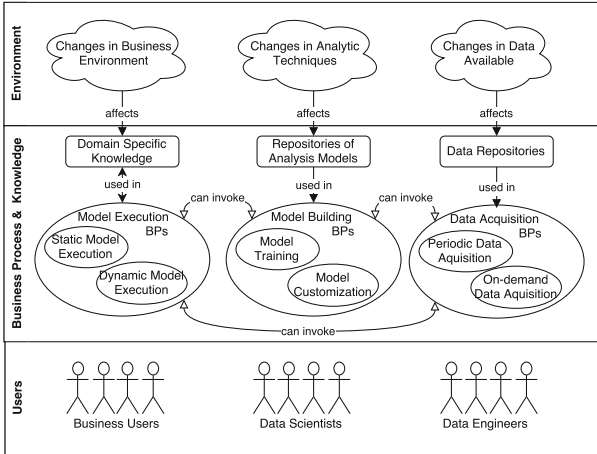 Environment
Changes in Business
Environment
Changes in Analytic
Techniques
Changes in Data
Available
affects
affects
affects
Business Process & Knowledge
Domain Specific
Knowledge
Repositories of
Analysis Models
Data Repositories
used in
used in
used in
can invoke
can invoke
Model Execution
BPs
Static Model
Execution
Dynamic Model
Execution
Model Building
BPs
Model
Training
Model
Customization
Data Acquisition
BPs
Periodic Data
Aquisition
On-demand
Data Aquisition
can invoke
Users
Business Users
Data Scientists
Data Engineers